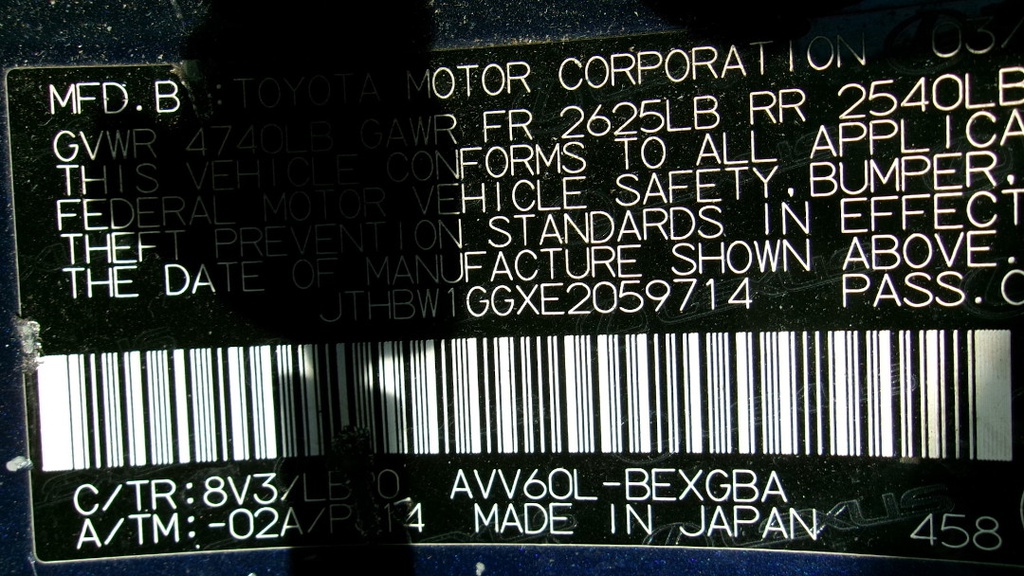 MFD. B : TOYOTA MOTOR CORPORATION 03/
GVWR 4740LB GAWR FR 2625LB RR 2540LB
THIS VEHICLE CONFORMS TO ALL APPLICA
FEDERAL MOTOR VEHICLE SAFETY, BUMPER,
THEFT PREVENTION STANDARDS IN EFFECT
THE DATE OF MANUFACTURE SHOWN ABOVE.
JTHBW1GGXE2059714 PASS. C
C/TR:8V3/ AVV60L-BEXGBA
A/TM:-02A/ 14 MADE IN JAPAN 458